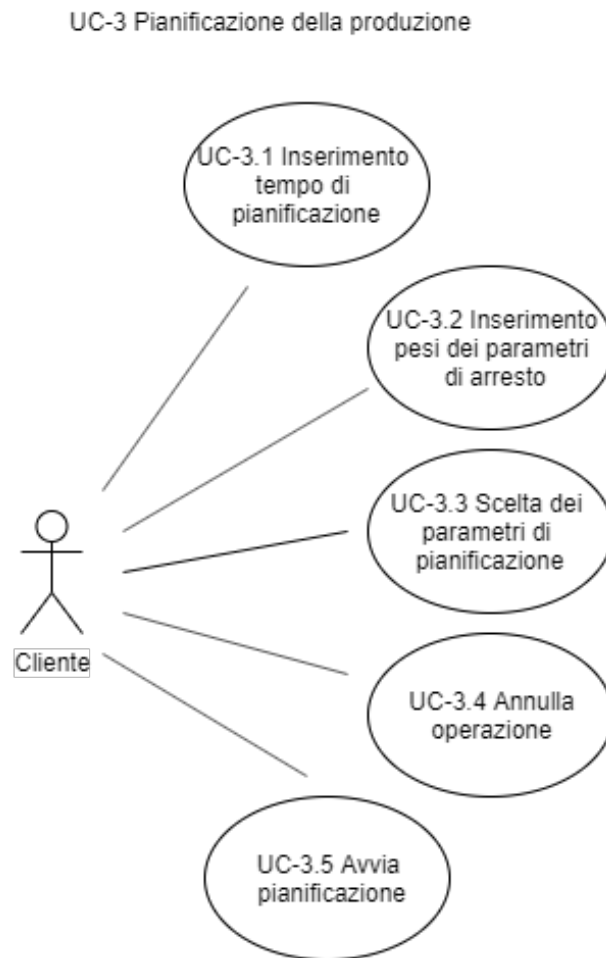 UC-3 Pianificazione della produzione
UC-3.1 Inserimento
tempo di
pianificazione
UC-3.2 Inserimento
pesi dei parametri
di arresto
UC-3.3 Scelta dei
parametri di
pianificazione
Cliente
UC-3.4 Annulla
operazione
UC-3.5 Avvia
pianificazione